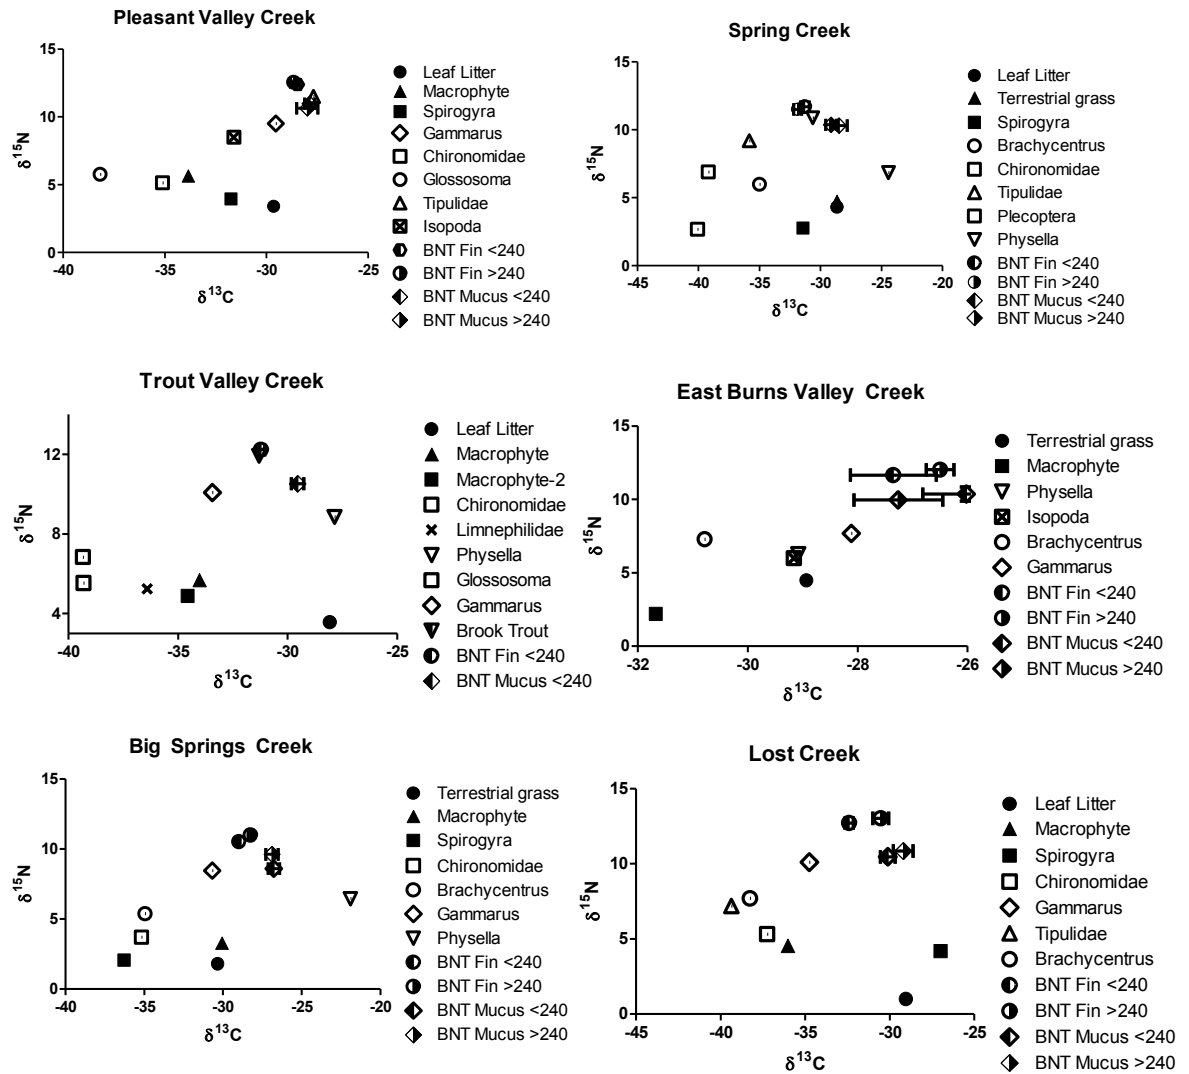 Pleasant Valley Creek
15
10
5
0
-40
-35
-30
-25
δ15N
δ13C
Leaf Litter
Macrophyte
Spirogyra
Gammarus
Chironomidae
Glossosoma
Tipulidae
Isopoda
BNT Fin <240
BNT Fin >240
BNT Mucus <240
BNT Mucus >240
Spring Creek
15
10
5
0
-45
-40
-35
-30
-25
-20
δ15N
δ13C
Leaf Litter
Terrestrial grass
Spirogyra
Brachycentrus
Chironomidae
Tipulidae
Plecoptera
Physella
BNT Fin <240
BNT Fin >240
BNT Mucus <240
BNT Mucus >240
Trout Valley Creek
12
8
4
-40
-35
-30
-25
δ15N
δ13C
Leaf Litter
Macrophyte
Macrophyte-2
Chironomidae
Limnephilidae
Physella
Glossosoma
Gammarus
Brook Trout
BNT Fin <240
BNT Mucus <240
East Burns Valley Creek
15
10
5
0
-32
-30
-28
-26
δ15N
δ13C
Terrestrial grass
Macrophyte
Physella
Isopoda
Brachycentrus
Gammarus
BNT Fin <240
BNT Fin >240
BNT Mucus <240
BNT Mucus >240
Big Springs Creek
15
10
5
0
-40
-35
-30
-25
-20
δ15N
δ13C
Terrestrial grass
Macrophyte
Spirogyra
Chironomidae
Brachycentrus
Gammarus
Physella
BNT Fin <240
BNT Fin >240
BNT Mucus <240
BNT Mucus >240
Lost Creek
15
10
5
0
-45
-40
-35
-30
-25
δ15N
δ13C
Leaf Litter
Macrophyte
Spirogyra
Chironomidae
Gammarus
Tipulidae
Brachycentrus
BNT Fin <240
BNT Fin >240
BNT Mucus <240
BNT Mucus >240